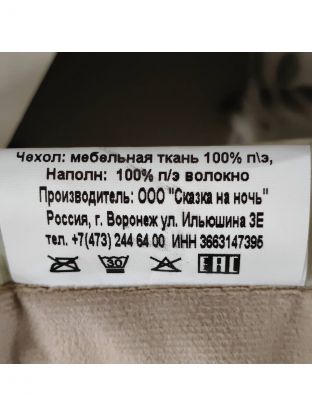 Чехол: мебельная ткань 100% п\э,
Наполн: 100% п/э волокно
Производитель: ООО "Сказка на ночь"
Россия, г. Воронеж ул. Ильюшина 3Е
тел. +7(473) 244 64 00 ИНН 3663147395
30 EAC